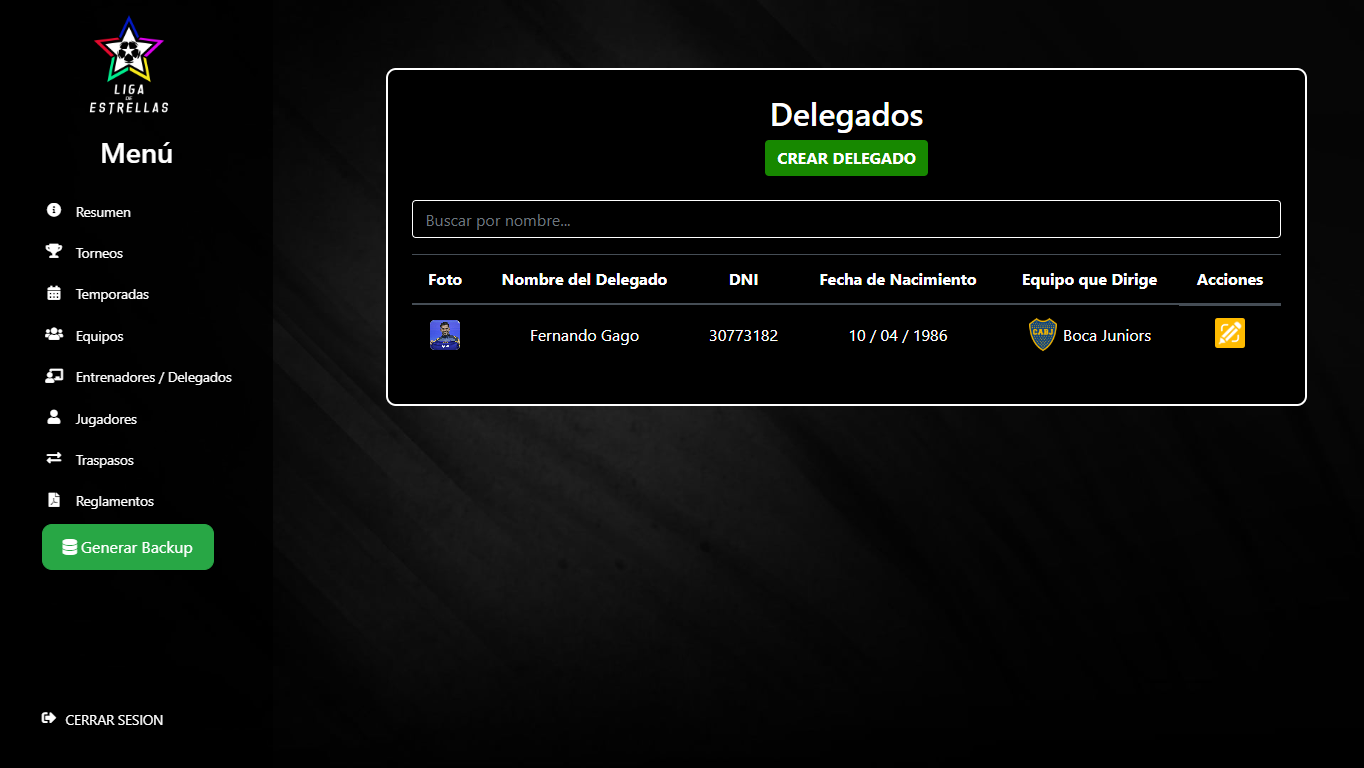 LIGA
DE
ESTRELLAS
Menú
Resumen
Torneos
Temporadas
Equipos
Entrenadores / Delegados
Jugadores
Traspasos
Reglamentos
Generar Backup
CERRAR SESION
Delegados
CREAR DELEGADO
Buscar por nombre...
Foto Nombre del Delegado DNI Fecha de Nacimiento Equipo que Dirige Acciones
Fernando Gago 30773182 10 / 04 / 1986 CABJ Boca Juniors